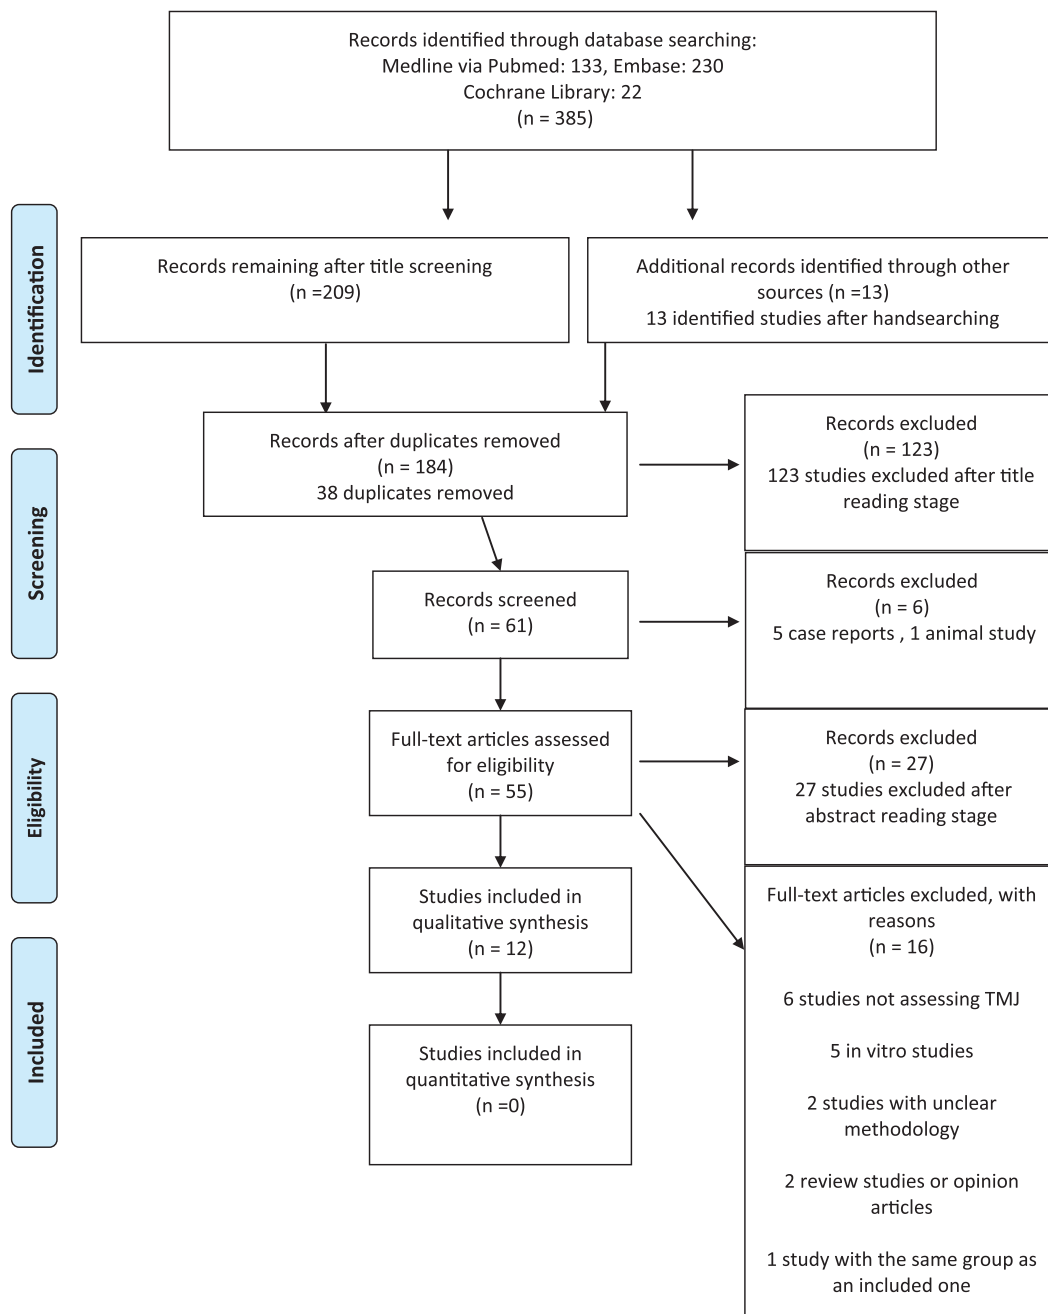 Records identified through database searching:
Medline via Pubmed: 133, Embase: 230
Cochrane Library: 22
(n = 385)
Identification
Records remaining after title screening
(n =209)
Additional records identified through other
sources (n =13)
13 identified studies after handsearching
Records after duplicates removed
(n = 184)
38 duplicates removed
Records excluded
(n = 123)
123 studies excluded after title
reading stage
Screening
Records screened
(n = 61)
Records excluded
(n = 6)
5 case reports , 1 animal study
Eligibility
Full-text articles assessed
for eligibility
(n = 55)
Records excluded
(n = 27)
27 studies excluded after
abstract reading stage
Studies included in
qualitative synthesis
(n = 12)
Full-text articles excluded, with
reasons
(n = 16)
6 studies not assessing TMJ
5 in vitro studies
2 studies with unclear
methodology
2 review studies or opinion
articles
1 study with the same group as
an included one
Included
Studies included in
quantitative synthesis
(n =0)